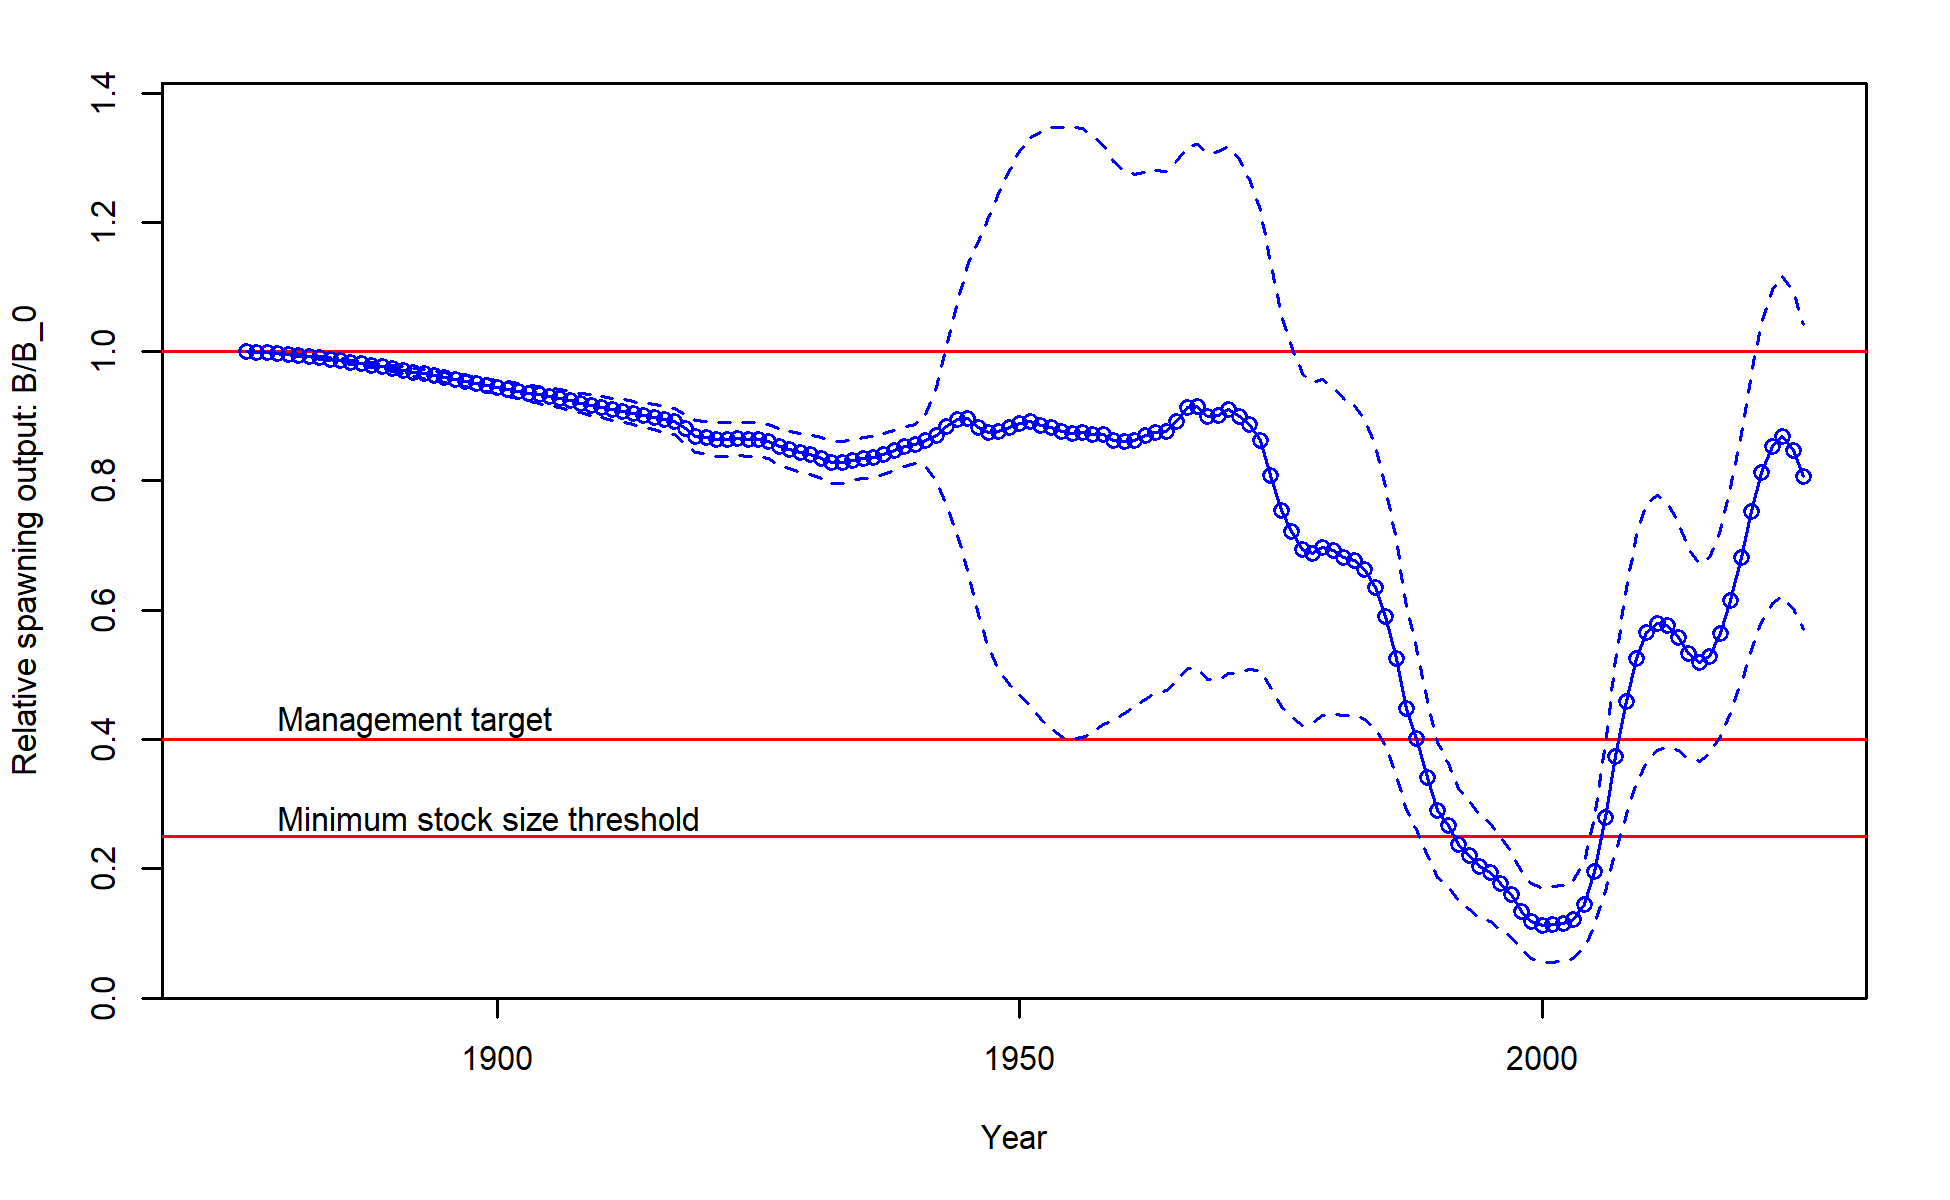 Relative spawning output: B/B_0
1.4
1.2
1.0
0.8
0.6
0.4
0.2
0.0
Management target
Minimum stock size threshold
1900
1950
2000
Year